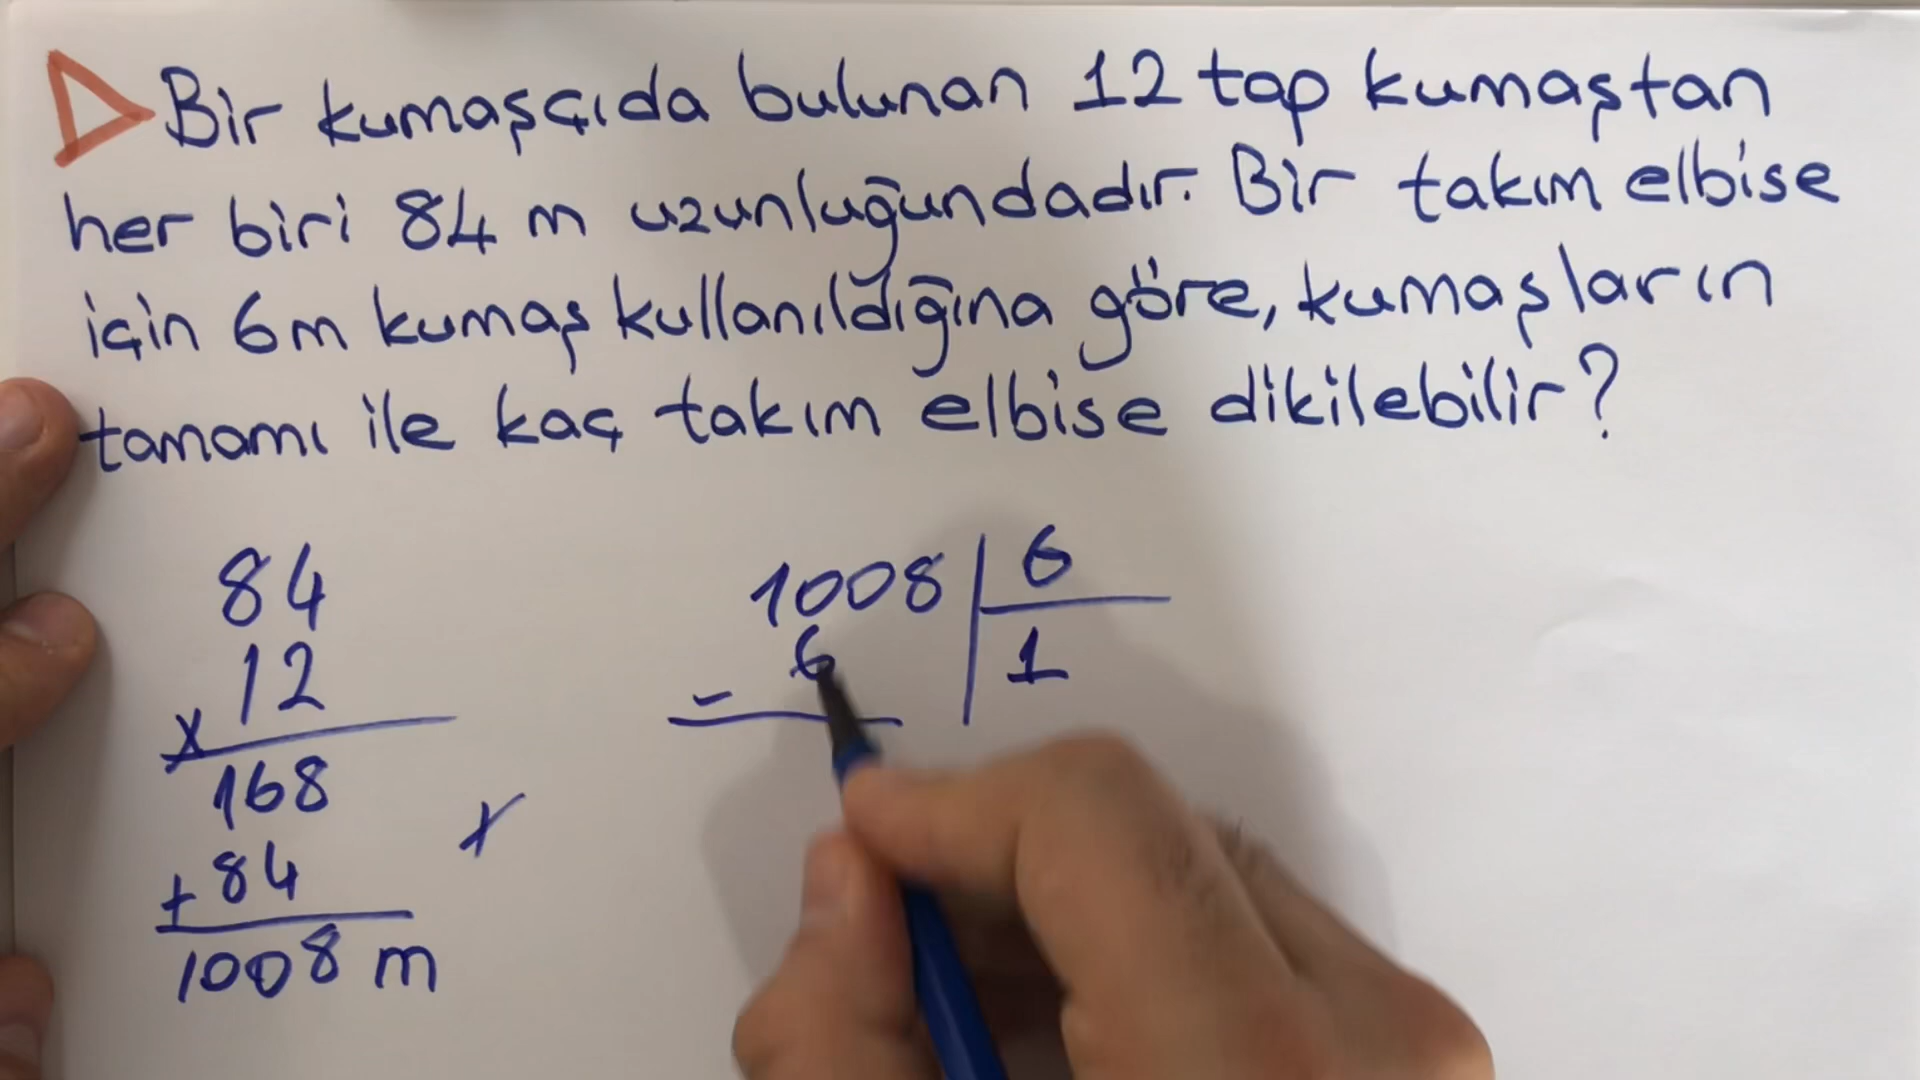 Bir kumaşçıda bulunan 12 top kumaştan
her biri 84 m uzunluğundadır. Bir takım elbise
için 6m kumaş kullanıldığına göre, kumaşların
tamamı ile kaç takım elbise dikilebilir?
84
12
x
168
+ 84
1008 m
+
1008 | 6
6 | 1
-